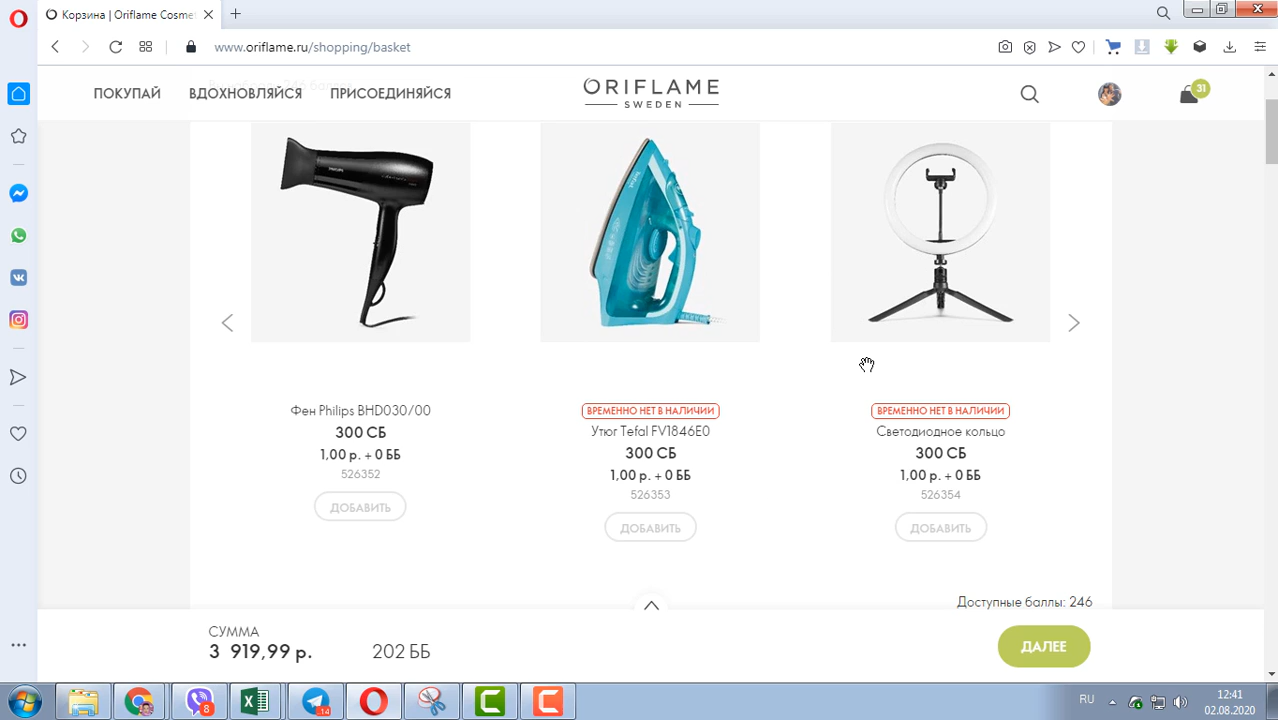 Корзина | Oriflame Cosmet
www.oriflame.ru/shopping/basket
ПОКУПАЙ ВДОХНОВЛЯЙСЯ ПРИСОЕДИНЯЙСЯ
ORIFLAME
SWEDEN
31
Фен Philips BHD030/00
300 СБ
1,00 р. + 0 ББ
526352
ДОБАВИТЬ
ВРЕМЕННО НЕТ В НАЛИЧИИ
Утюг Tefal FV1846E0
300 СБ
1,00 р. + 0 ББ
526353
ДОБАВИТЬ
ВРЕМЕННО НЕТ В НАЛИЧИИ
Светодиодное кольцо
300 СБ
1,00 р. + 0 ББ
526354
ДОБАВИТЬ
Доступные баллы: 246
СУММА
3 919,99 р. 202 ББ
ДАЛЕЕ
8
14
RU
12:41
02.08.2020